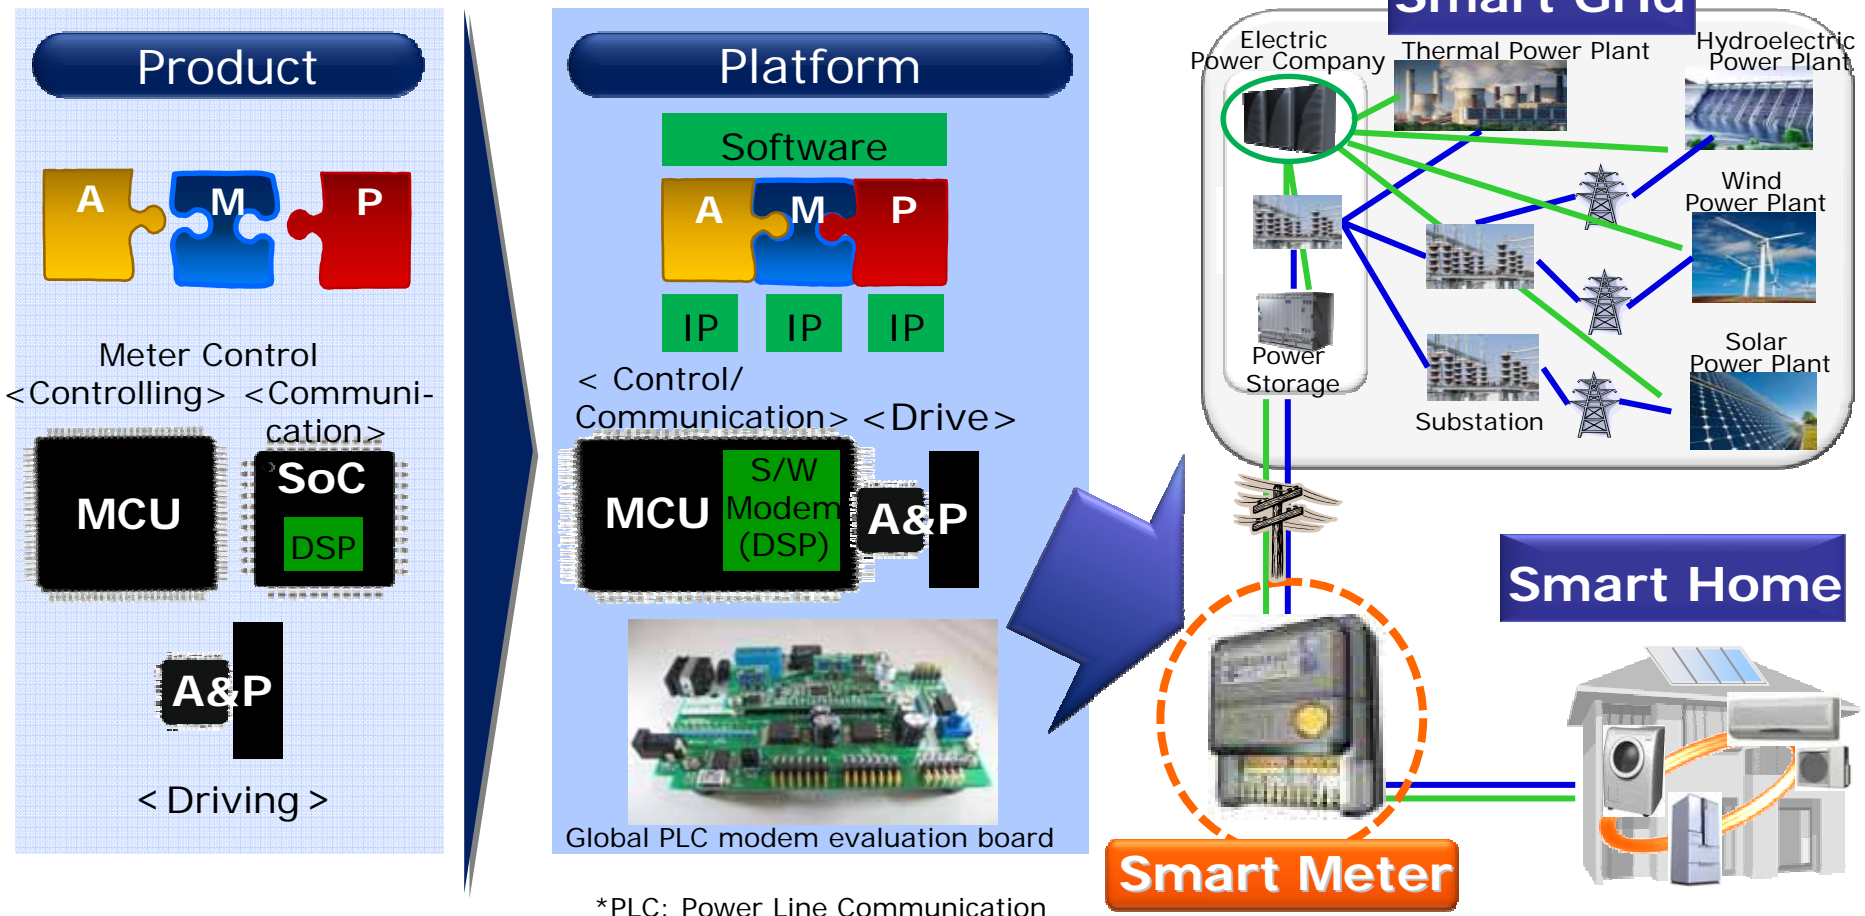 Product
A
M
P
Meter Control
<Controlling> <Communi-
cation>
MCU
SoC
DSP
A&P
<Driving>
Platform
Software
A
M
P
IP
IP
IP
< Control/
Communication> <Drive>
MCU
S/W
Modem
(DSP)
A&P
Global PLC modem evaluation board
*PLC: Power Line Communication
Smart Grid
Electric
Power Company
Thermal Power Plant
Hydroelectric
Power Plant
Wind
Power Plant
Solar
Power Plant
Power
Storage
Substation
Smart Home
Smart Meter